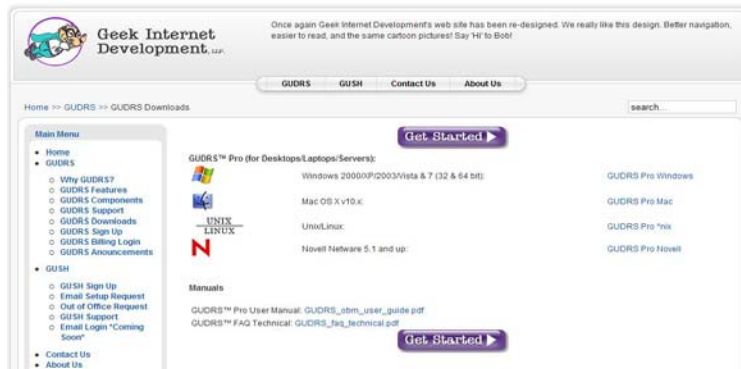 Geek Internet
Development, LLP.
Once again Geek Internet Development's web site has been re-designed. We really like this design. Better navigation,
easier to read, and the same cartoon pictures! Say 'Hi' to Bob!
GUDRS GUSH Contact Us About Us
Home >> GUDRS >> GUDRS Downloads
search...
Main Menu
Home
GUDRS
Why GUDRS?
GUDRS Features
GUDRS Components
GUDRS Support
GUDRS Downloads
GUDRS Sign Up
GUDRS Billing Login
GUDRS Anouncements
GUSH
GUSH Sign Up
Email Setup Request
Out of Office Request
GUSH Support
Email Login *Coming
Soon*
Contact Us
About Us
Get Started
GUDRS™ Pro (for Desktops/Laptops/Servers):
Windows 2000/XP/2003/Vista & 7 (32 & 64 bit): GUDRS Pro Windows
Mac OS X v10.x: GUDRS Pro Mac
UNIX
LINUX
Unix/Linux: GUDRS Pro *nix
N
Novell Netware 5.1 and up: GUDRS Pro Novell
Manuals
GUDRS™ Pro User Manual: GUDRS_obm_user_guide.pdf
GUDRS™ FAQ Technical: GUDRS_faq_technical.pdf
Get Started